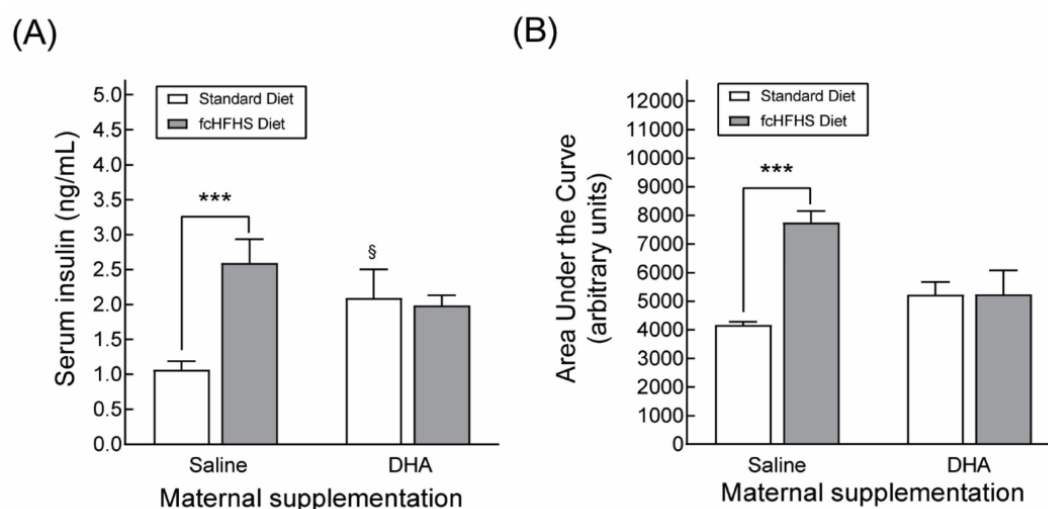 (A)
Serum insulin (ng/mL)
5.0
4.5
4.0
3.5
3.0
2.5
2.0
1.5
1.0
0.5
0.0
Standard Diet
fcHFHS Diet
***
§
Saline
DHA
Maternal supplementation
(B)
Area Under the Curve
(arbitrary units)
12000
11000
10000
9000
8000
7000
6000
5000
4000
3000
2000
1000
0
Standard Diet
fcHFHS Diet
***
Saline
DHA
Maternal supplementation